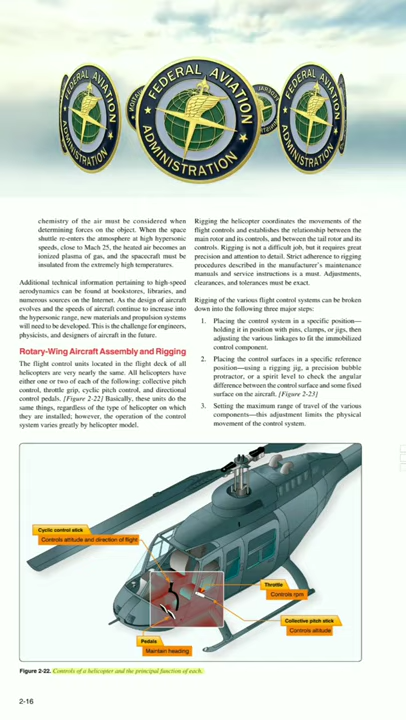 FEDERAL AVIATION
ADMINISTRATION
FEDERAL AVIATION
ADMINISTRATION
FEDERAL AVIATION
ADMINISTRATION
chemistry of the air must be considered when
determining forces on the object. When the space
shuttle re-enters the atmosphere at high hypersonic
speeds, close to Mach 25, the heated air becomes an
ionized plasma of gas, and the spacecraft must be
insulated from the extremely high temperatures.
Additional technical information pertaining to high-speed
aerodynamics can be found at bookstores, libraries, and
numerous sources on the Internet. As the design of aircraft
evolves and the speeds of aircraft continue to increase into
the hypersonic range, new materials and propulsion systems
will need to be developed. This is the challenge for engineers,
physicists, and designers of aircraft in the future.
Rotary-Wing Aircraft Assembly and Rigging
The flight control units located in the flight deck of all
helicopters are very nearly the same. All helicopters have
either one or two of each of the following: collective pitch
control, throttle grip, cyclic pitch control, and directional
control pedals. [Figure 2-22] Basically, these units do the
same things, regardless of the type of helicopter on which
they are installed; however, the operation of the control
system varies greatly by helicopter model.
Rigging the helicopter coordinates the movements of the
flight controls and establishes the relationship between the
main rotor and its controls, and between the tail rotor and its
controls. Rigging is not a difficult job, but it requires great
precision and attention to detail. Strict adherence to rigging
procedures described in the manufacturer's maintenance
manuals and service instructions is a must. Adjustments,
clearances, and tolerances must be exact.
Rigging of the various flight control systems can be broken
down into the following three major steps:
1. Placing the control system in a specific position—
holding it in position with pins, clamps, or jigs, then
adjusting the various linkages to fit the immobilized
control component.
2. Placing the control surfaces in a specific reference
position—using a rigging jig, a precision bubble
protractor, or a spirit level to check the angular
difference between the control surface and some fixed
surface on the aircraft. [Figure 2-23]
3. Setting the maximum range of travel of the various
components—this adjustment limits the physical
movement of the control system.
Cyclic control stick
Controls attitude and direction of flight
Throttle
Controls rpm
Collective pitch stick
Controls altitude
Pedals
Maintain heading
Figure 2-22. Controls of a helicopter and the principal function of each.
2-16